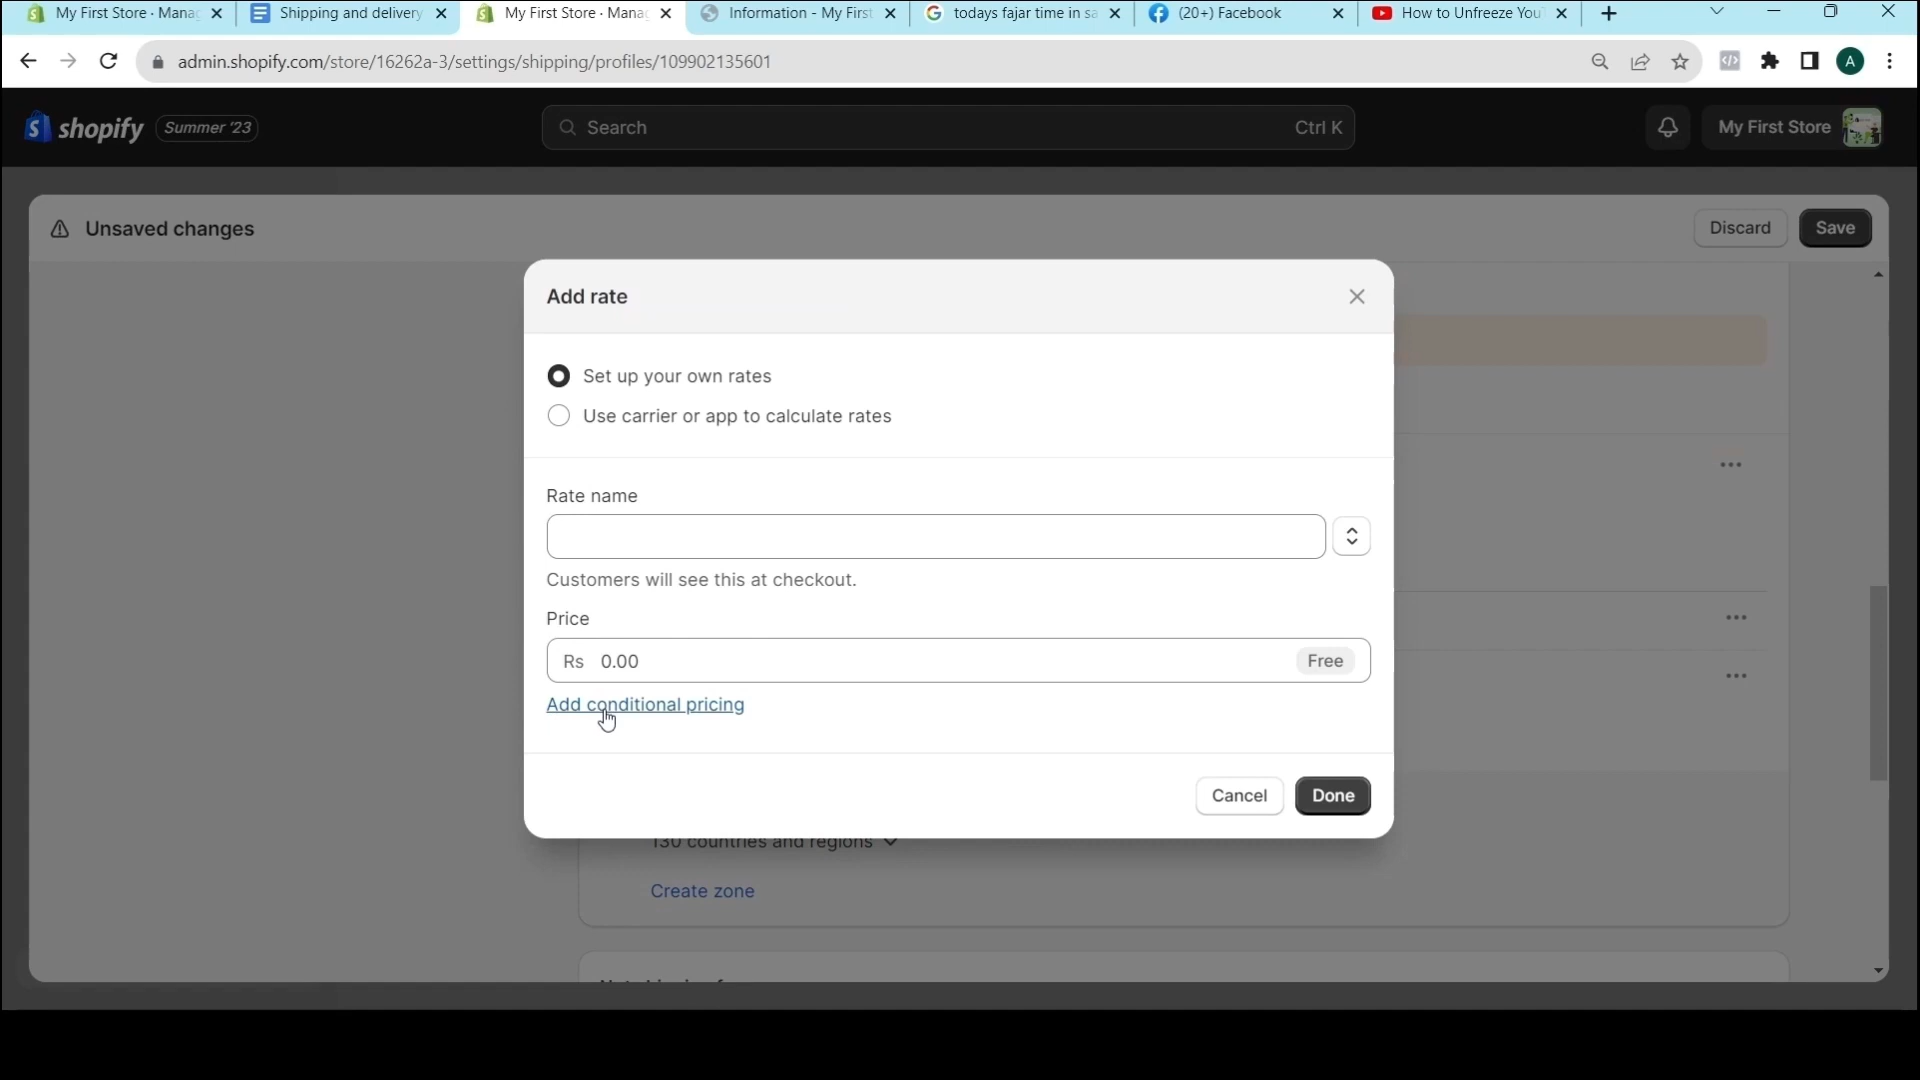 My First Store · Manag
Shipping and delivery
My First Store · Manag
Information - My First
todays fajar time in sa
(20+) Facebook
How to Unfreeze You
admin.shopify.com/store/16262a-3/settings/shipping/profiles/109902135601
A
shopify
Summer '23
Search
Ctrl K
My First Store
Unsaved changes
Discard
Save
Add rate
Set up your own rates
Use carrier or app to calculate rates
Rate name
Customers will see this at checkout.
Price
Rs 0.00
Free
Add conditional pricing
Cancel
Done
130 countries and regions
Create zone